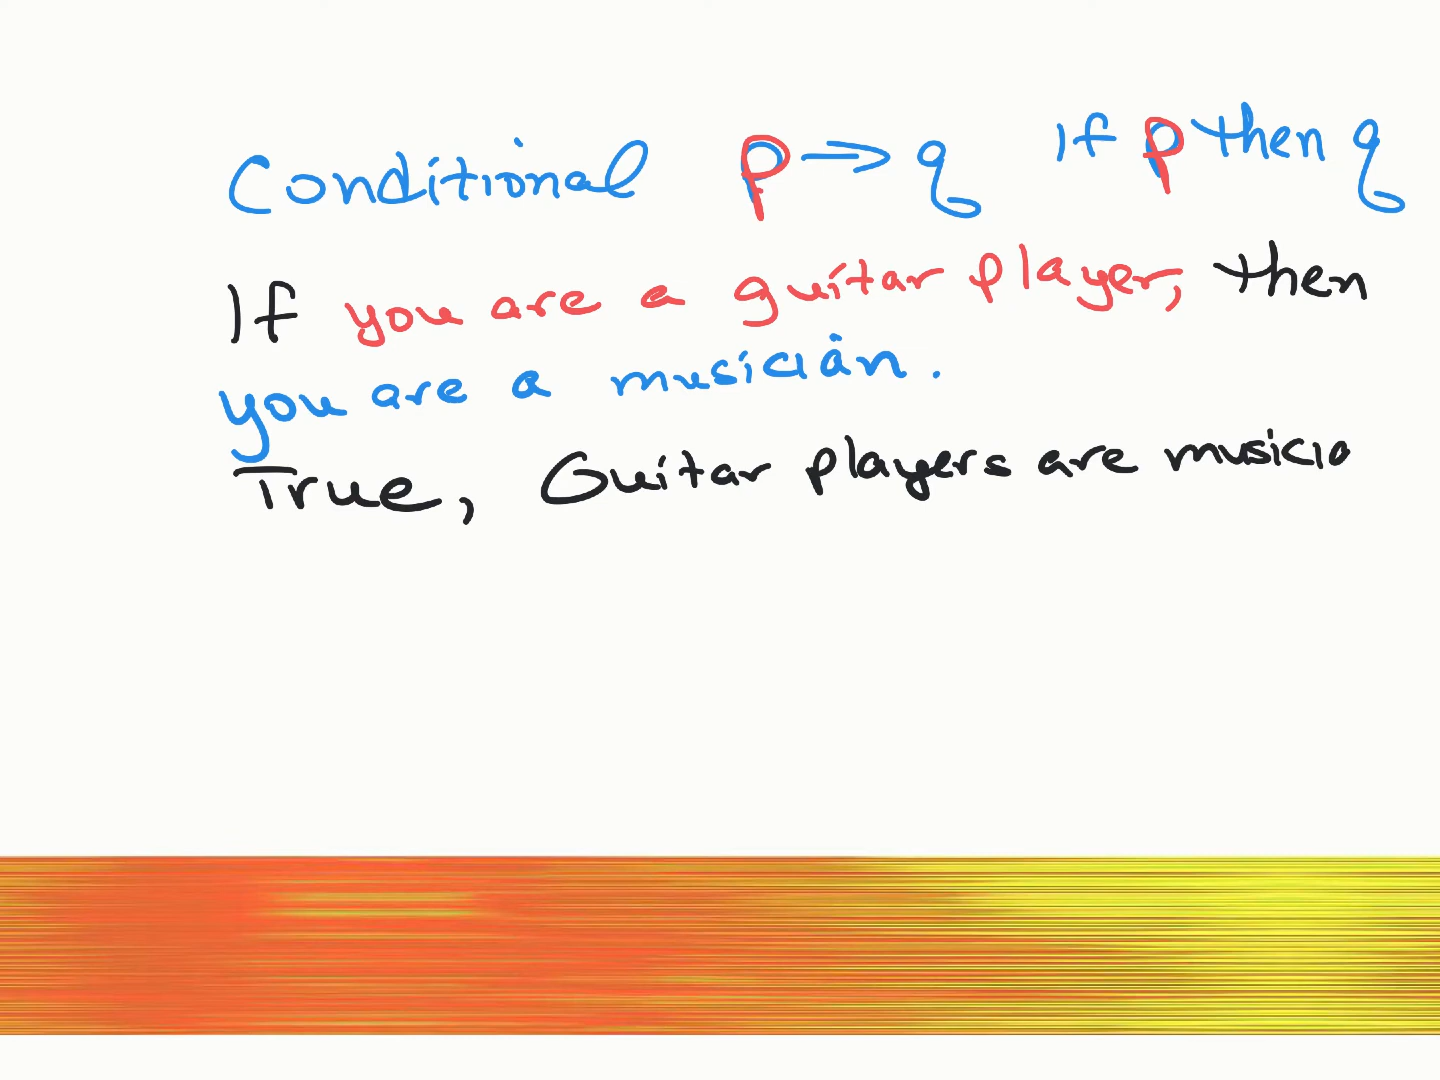 Conditional p → q If p then q
If you are a guitar player, then
you are a musician.
True, Guitar players are musicia